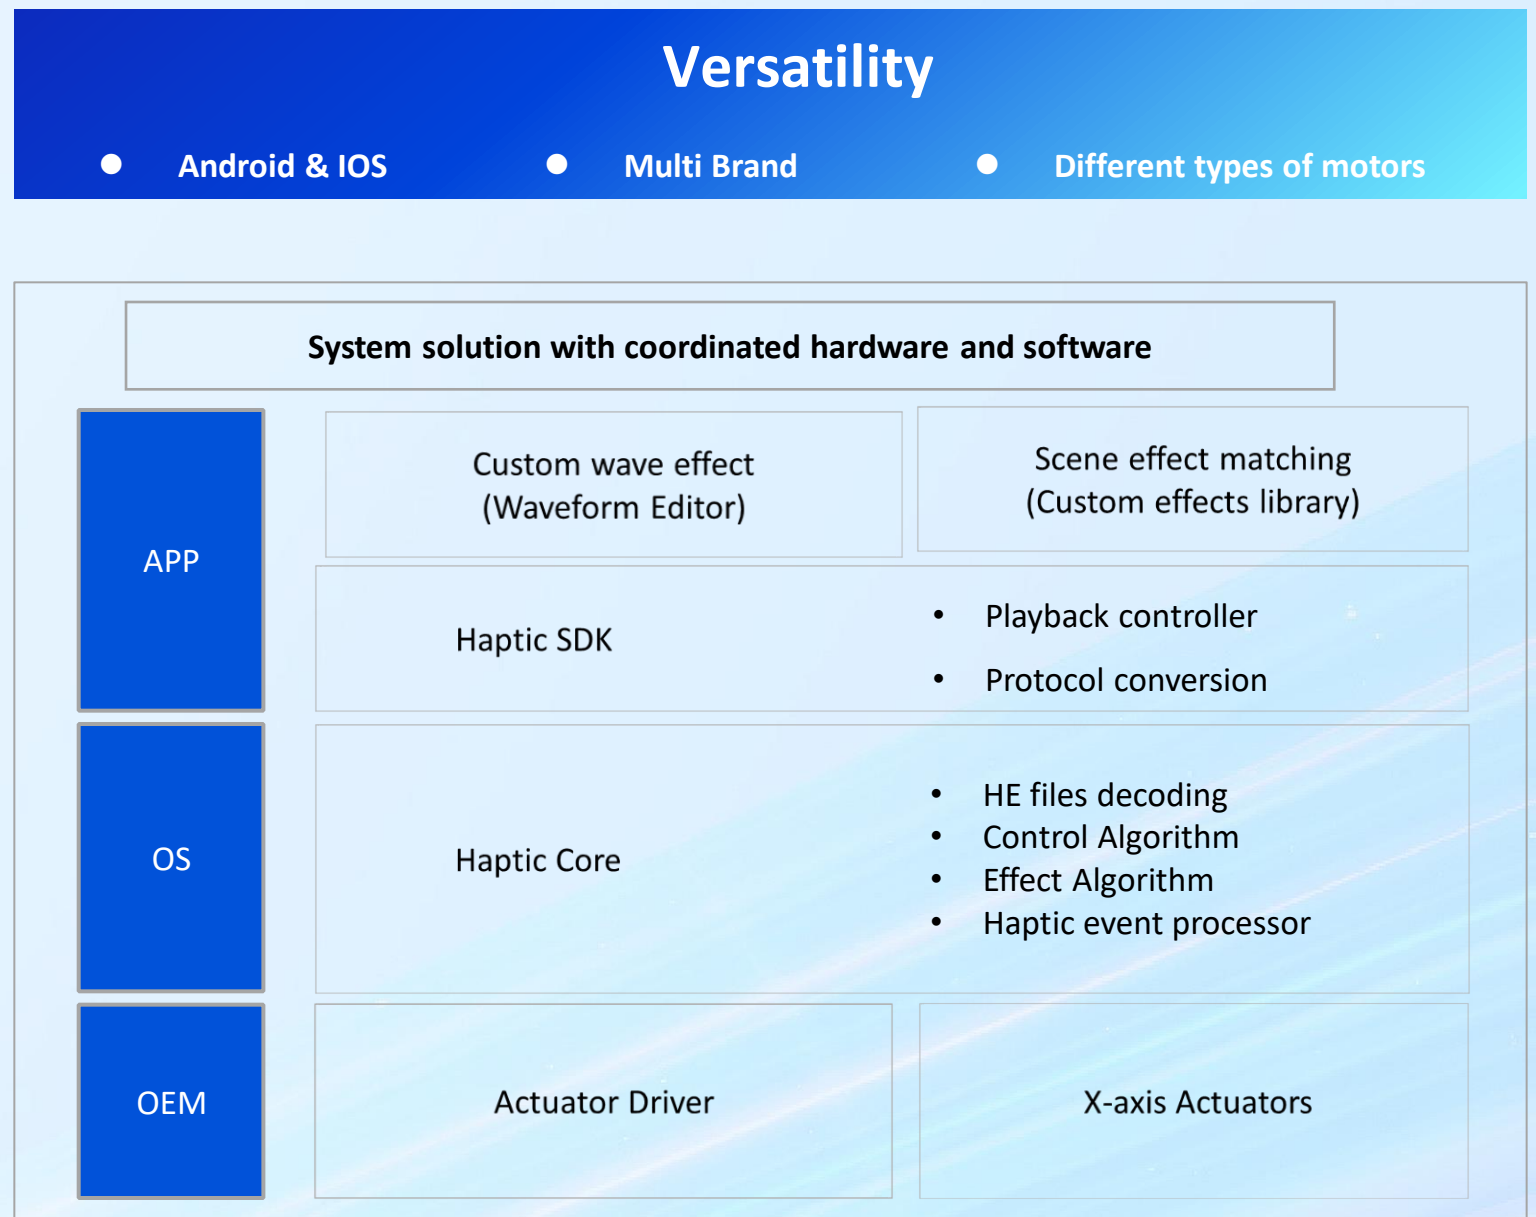 Versatility
● Android & IOS
● Multi Brand
● Different types of motors
System solution with coordinated hardware and software
APP
Custom wave effect
(Waveform Editor)
Scene effect matching
(Custom effects library)
Haptic SDK
• Playback controller
• Protocol conversion
OS
Haptic Core
• HE files decoding
• Control Algorithm
• Effect Algorithm
• Haptic event processor
OEM
Actuator Driver
X-axis Actuators